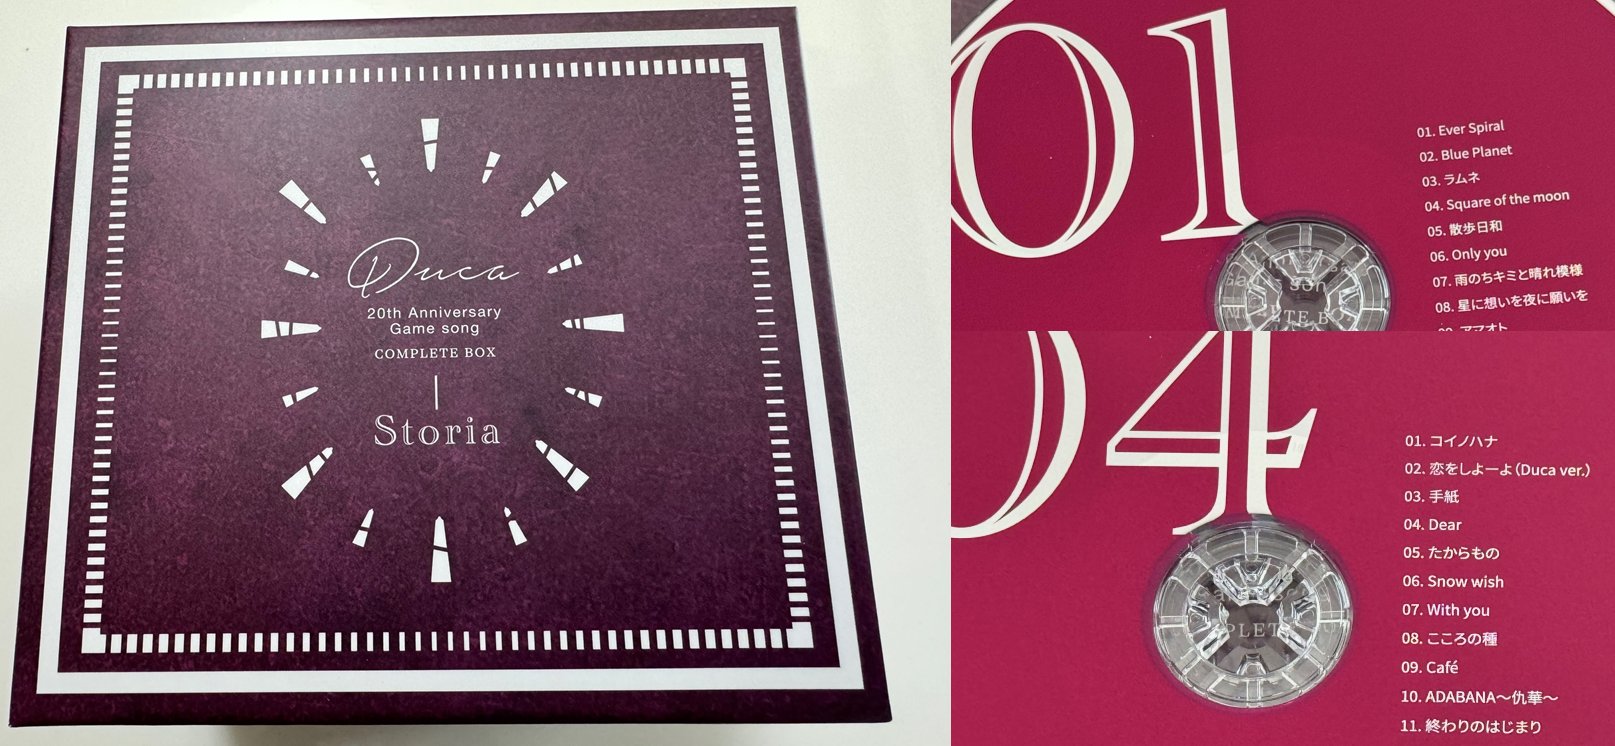 Duca
20th Anniversary
Game song
COMPLETE BOX
Storia
01
01. Ever Spiral
02. Blue Planet
03. ラムネ
04. Square of the moon
05. 散歩日和
06. Only you
07. 雨のちキミと晴れ模様
08. 星に想いを夜に願いを
09. アマオト
04
01. コイノハナ
02. 恋をしよーよ(Duca ver.)
03. 手紙
04. Dear
05. たからもの
06. Snow wish
07. With you
08. こころの種
09. Café
10. ADABANA～仇華～
11. 終わりのはじまり